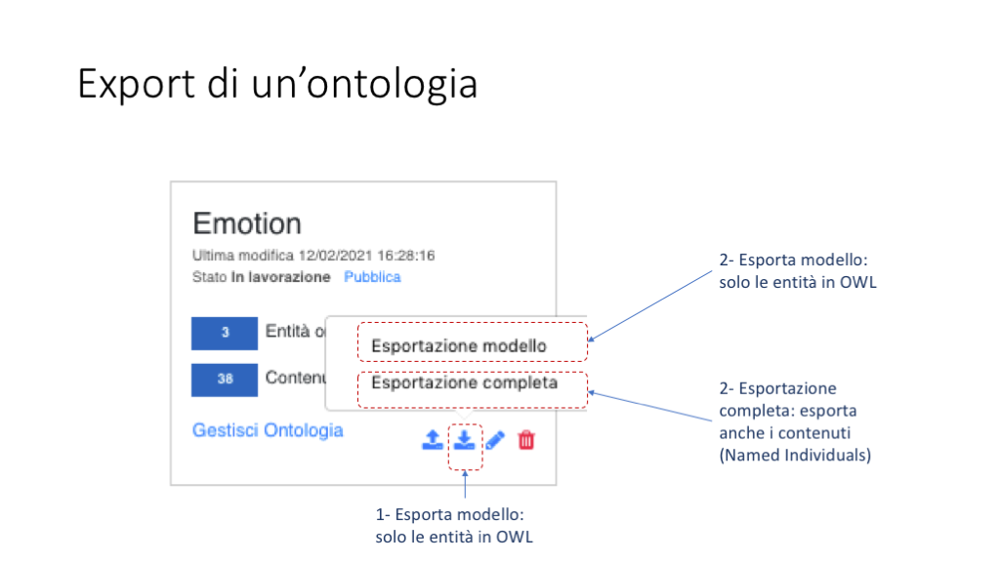 Export di un’ontologia
Emotion
Ultima modifica 12/02/2021 16:28:16
Stato In lavorazione Pubblica
3 Entità
38
Esportazione modello
Esportazione completa
Gestisci Ontologia
2- Esporta modello:
solo le entità in OWL
2- Esportazione
completa: esporta
anche i contenuti
(Named Individuals)
1- Esporta modello:
solo le entità in OWL